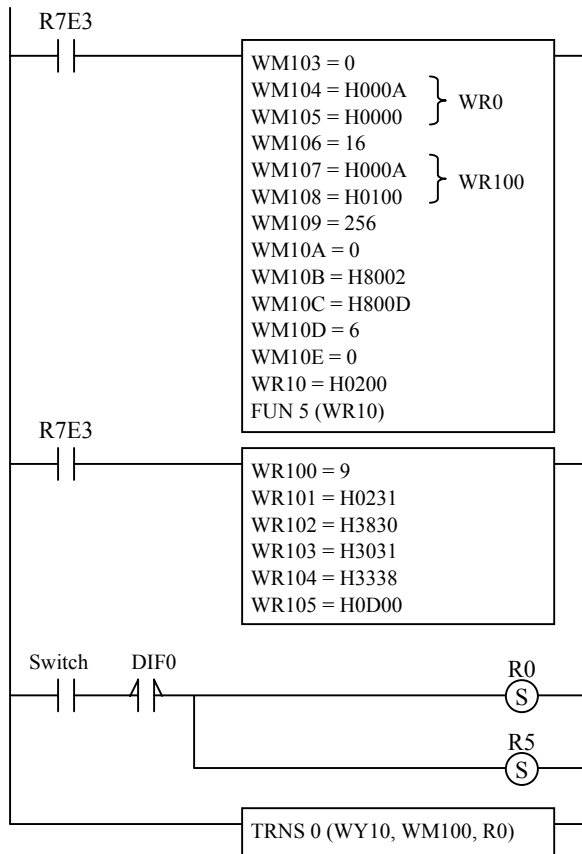 R7E3
WM103 = 0
WM104 = H000A
WM105 = H0000
WR0
WM106 = 16
WM107 = H000A
WM108 = H0100
WR100
WM109 = 256
WM10A = 0
WM10B = H8002
WM10C = H800D
WM10D = 6
WM10E = 0
WR10 = H0200
FUN 5 (WR10)
R7E3
WR100 = 9
WR101 = H0231
WR102 = H3830
WR103 = H3031
WR104 = H3338
WR105 = H0D00
Switch DIF0 R0
S
R5
S
TRNS 0 (WY10, WM100, R0)